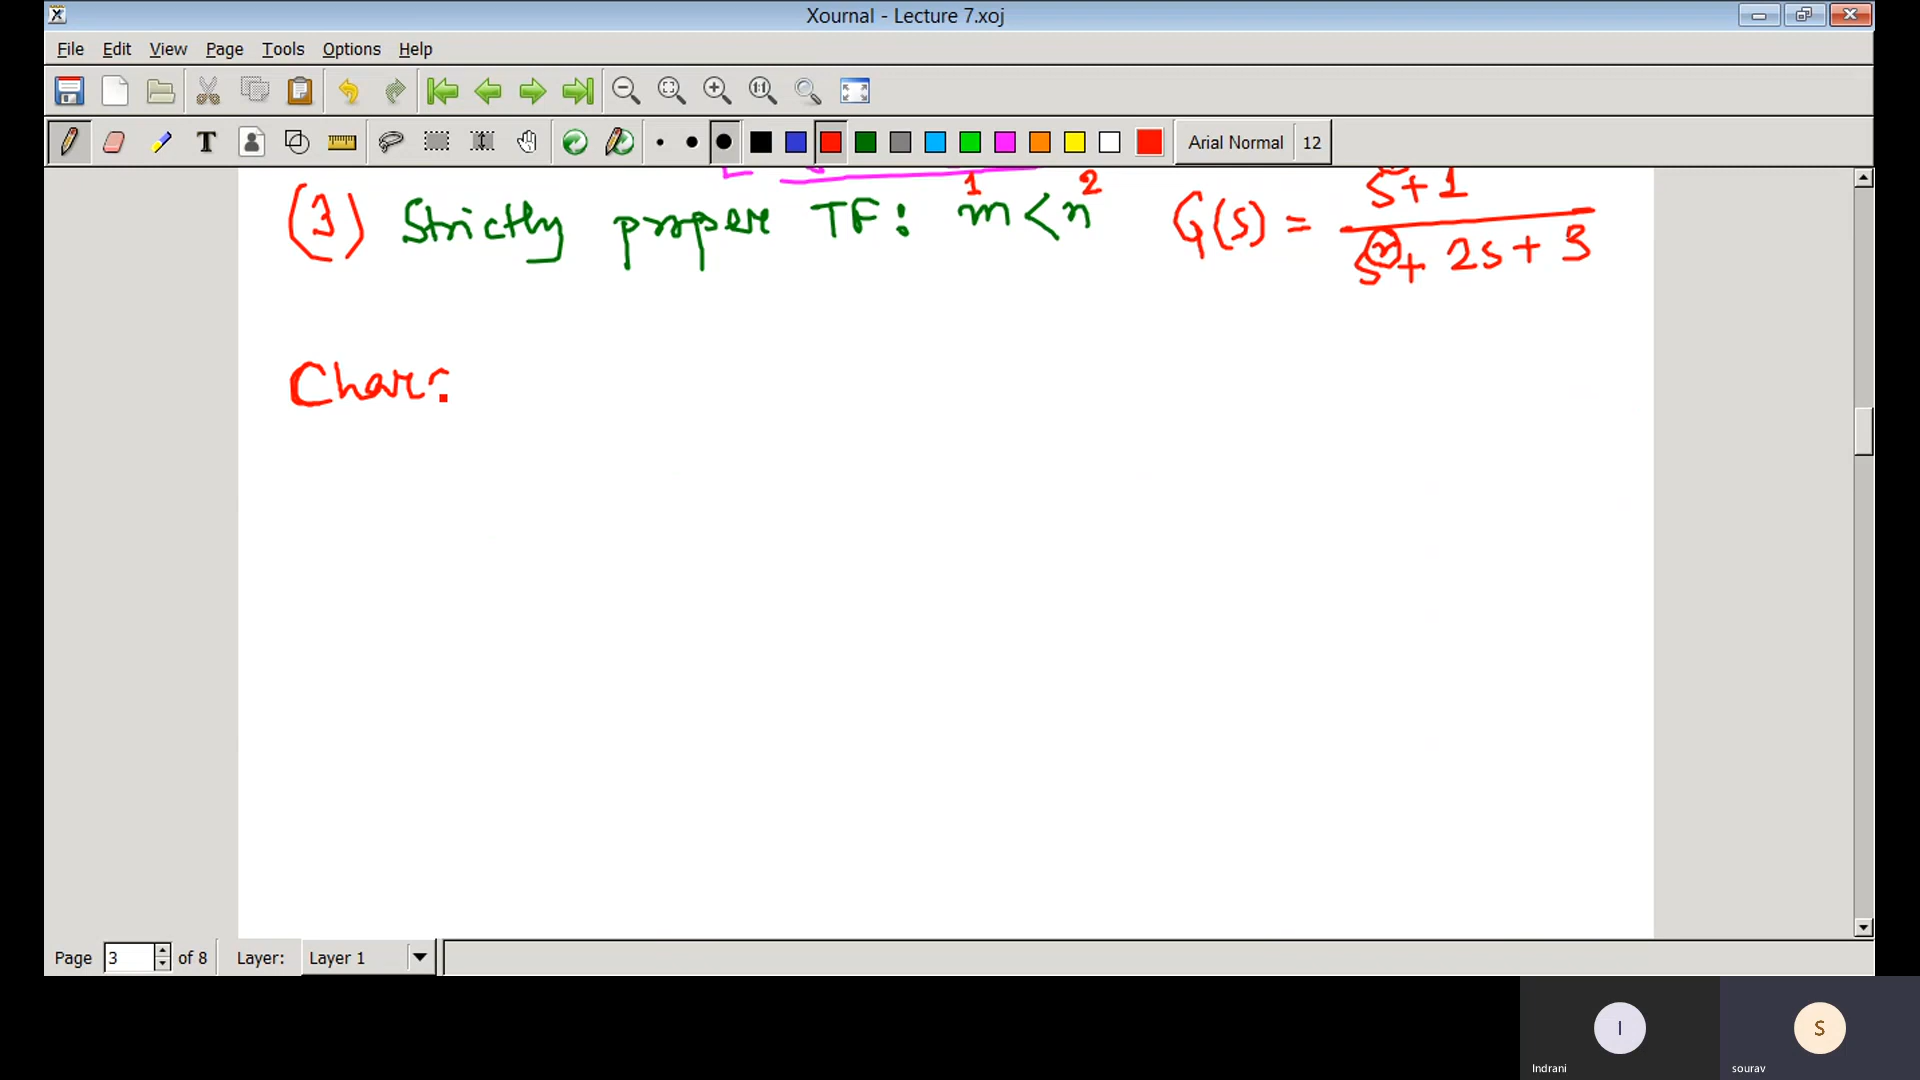 Xournal - Lecture 7.xoj
File Edit View Page Tools Options Help
T Arial Normal 12
(3) Strictly proper TF: m < n G(s) =
1 2
s + 1
s + 2s + 3
Char
Page 3 of 8 Layer: Layer 1
I S
Indrani sourav